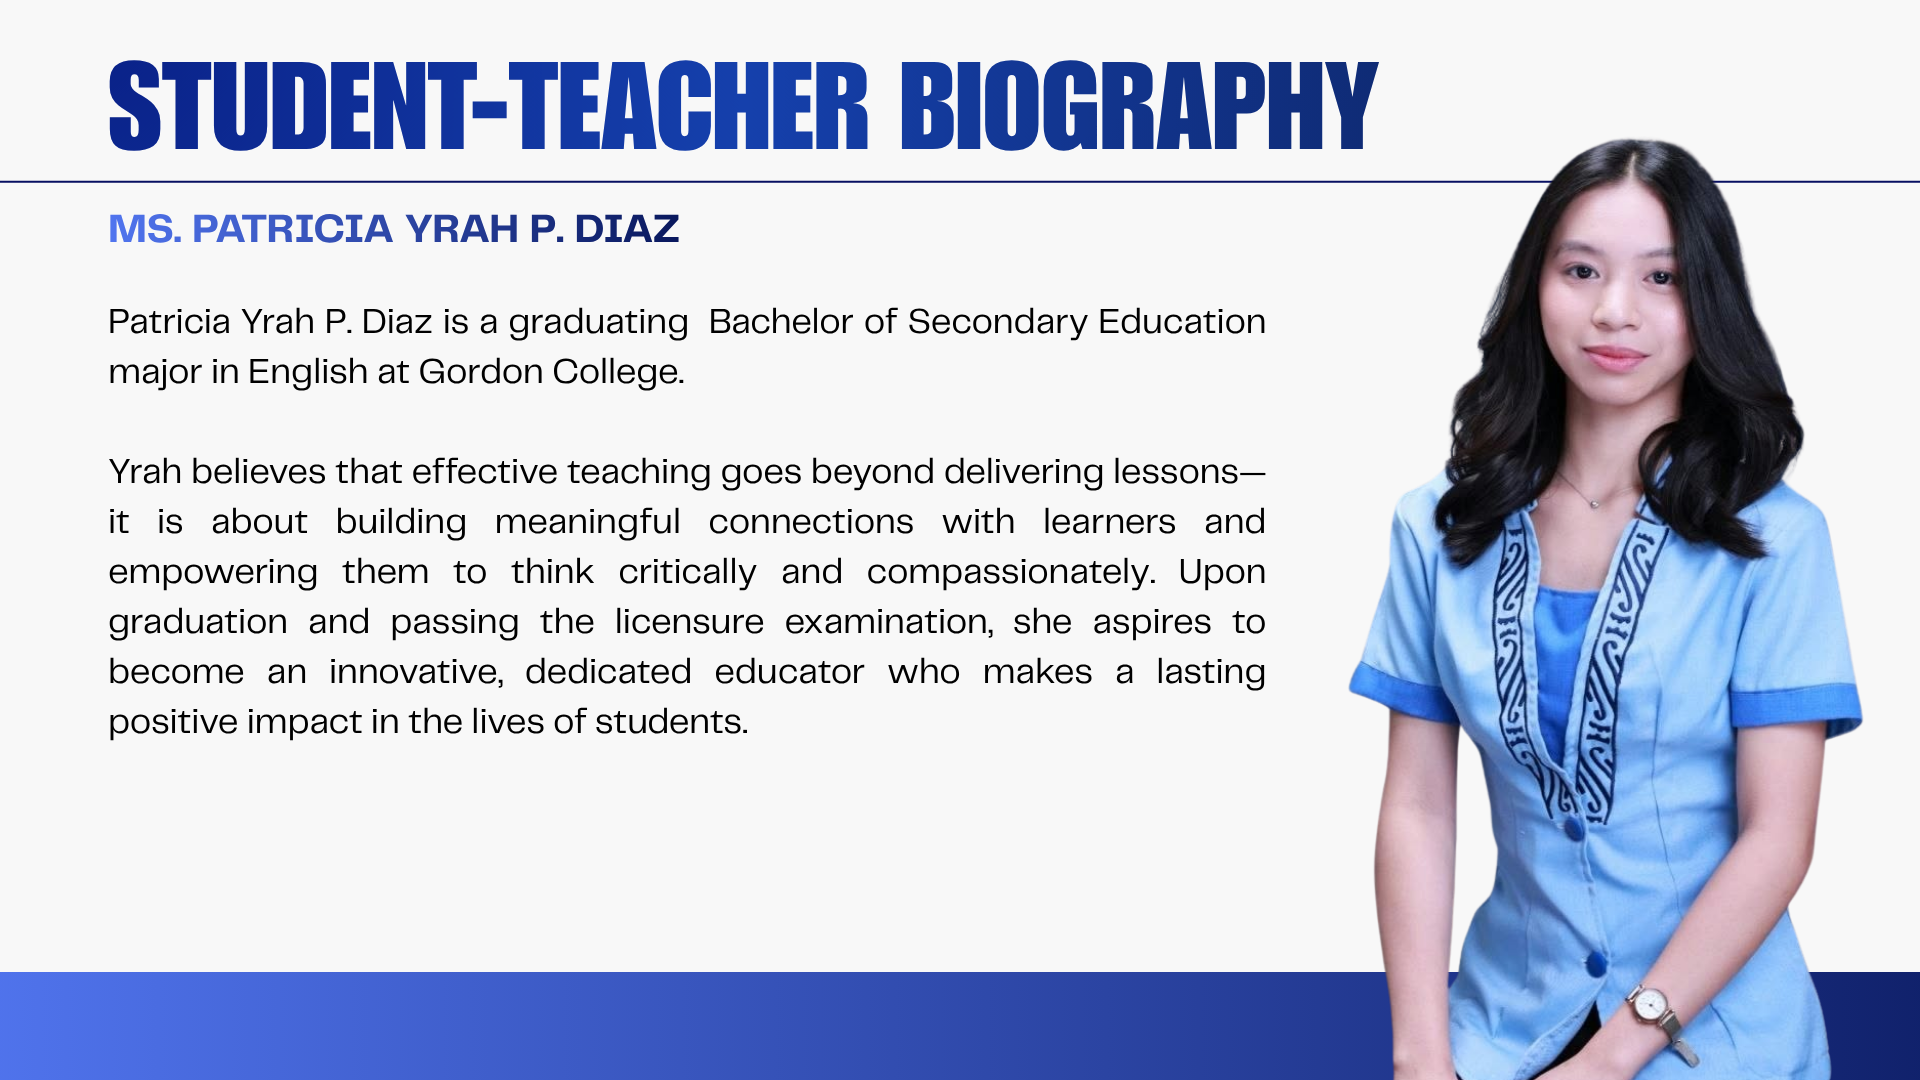 STUDENT-TEACHER BIOGRAPHY
MS. PATRICIA YRAH P. DIAZ
Patricia Yrah P. Diaz is a graduating  Bachelor of Secondary Education
major in English at Gordon College.
Yrah believes that effective teaching goes beyond delivering lessons—
it is about building meaningful connections with learners and
empowering them to think critically and compassionately. Upon
graduation and passing the licensure examination, she aspires to
become an innovative, dedicated educator who makes a lasting
positive impact in the lives of students.